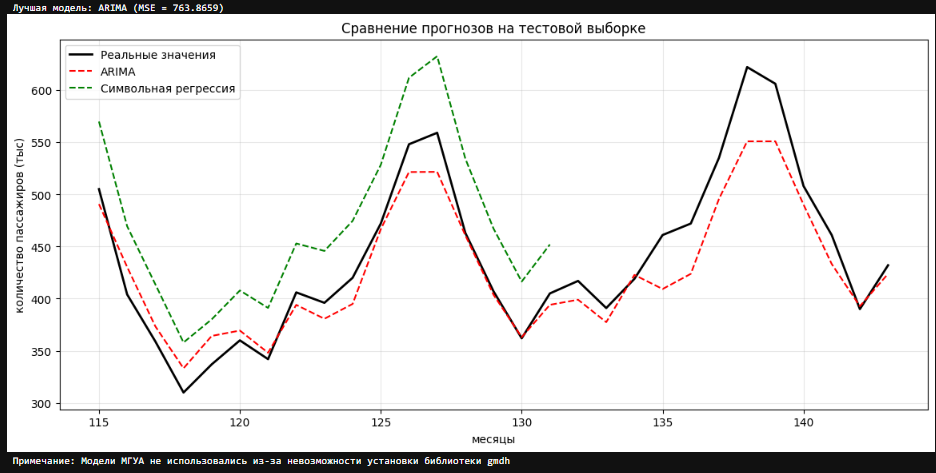 Лучшая модель: ARIMA (MSE = 763.8659)
Сравнение прогнозов на тестовой выборке
Реальные значения
ARIMA
Символьная регрессия
количество пассажиров (тыс)
600
550
500
450
400
350
300
115
120
125
130
135
140
месяцы
Примечание: Модели МГУА не использовались из-за невозможности установки библиотеки gmdh